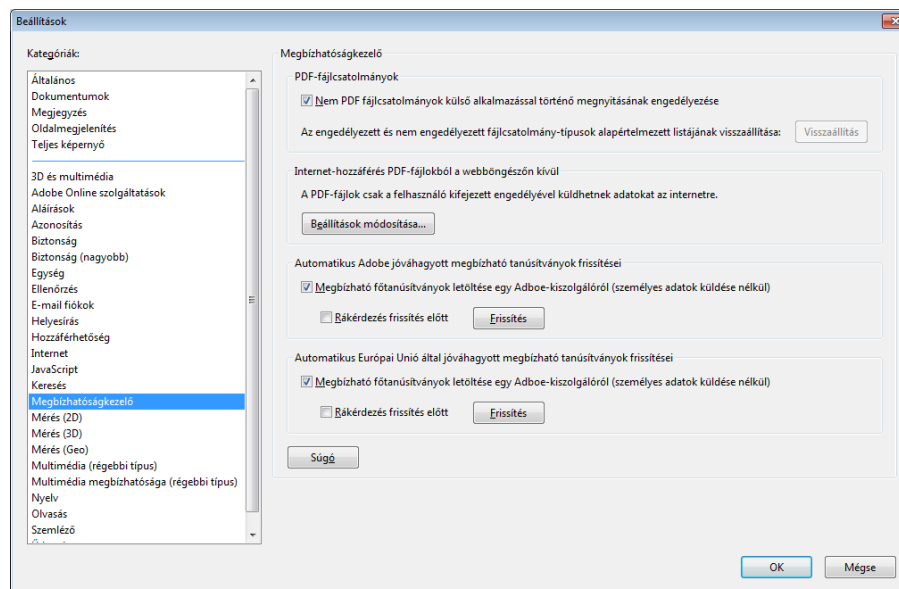 Beállítások
Kategóriák:
Általános
Dokumentumok
Megjegyzés
Oldalmegjelenítés
Teljes képernyő
3D és multimédia
Adobe Online szolgáltatások
Aláírások
Azonosítás
Biztonság
Biztonság (nagyobb)
Egység
Ellenőrzés
E-mail fiókok
Helyesírás
Hozzáférhetőség
Internet
JavaScript
Keresés
Megbízhatóságkezelő
Mérés (2D)
Mérés (3D)
Mérés (Geo)
Multimédia (régebbi típus)
Multimédia megbízhatósága (régebbi típus)
Nyelv
Olvasás
Szemléző
Megbízhatóságkezelő
PDF-fájlcsatolmányok
Nem PDF fájlcsatolmányok külső alkalmazással történő megnyitásának engedélyezése
Az engedélyezett és nem engedélyezett fájlcsatolmány-típusok alapértelmezett listájának visszaállítása: Visszaállítás
Internet-hozzáférés PDF-fájlokból a webböngészőn kívül
A PDF-fájlok csak a felhasználó kifejezett engedélyével küldhetnek adatokat az internetre.
Beállítások módosítása...
Automatikus Adobe jóváhagyott megbízható tanúsítványok frissítései
Megbízható főtanúsítványok letöltése egy Adboe-kiszolgálóról (személyes adatok küldése nélkül)
Rákérdezés frissítés előtt Frissítés
Automatikus Európai Unió által jóváhagyott megbízható tanúsítványok frissítései
Megbízható főtanúsítványok letöltése egy Adboe-kiszolgálóról (személyes adatok küldése nélkül)
Rákérdezés frissítés előtt Frissítés
Súgó
OK Mégse